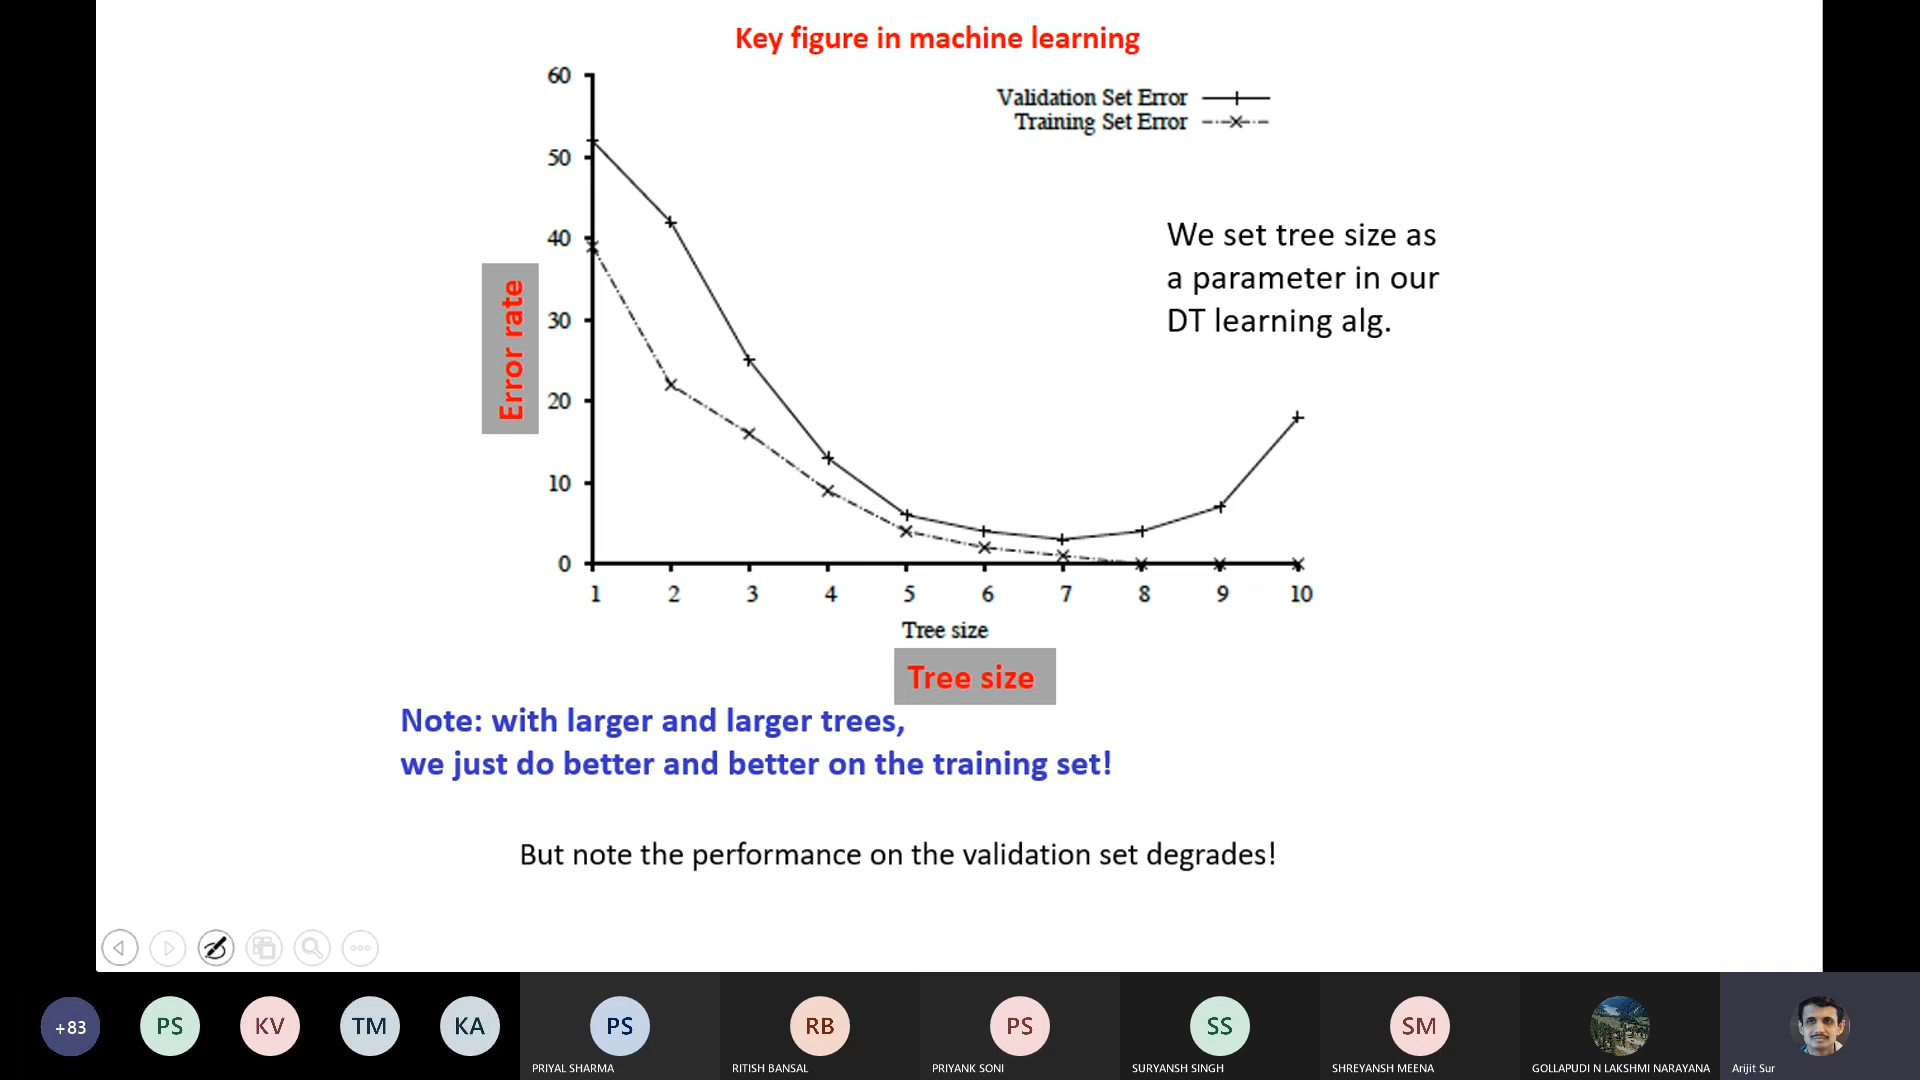 Key figure in machine learning
60
50
40
30
20
10
0
Error rate
Validation Set Error
Training Set Error
We set tree size as
a parameter in our
DT learning alg.
1 2 3 4 5 6 7 8 9 10
Tree size
Tree size
Note: with larger and larger trees,
we just do better and better on the training set!
But note the performance on the validation set degrades!
+83
PS
KV
TM
KA
PS
RB
PS
SS
SM
PRIYAL SHARMA
RITISH BANSAL
PRIYANK SONI
SURYANSH SINGH
SHREYANSH MEENA
GOLLAPUDI N LAKSHMI NARAYANA
Arijit Sur